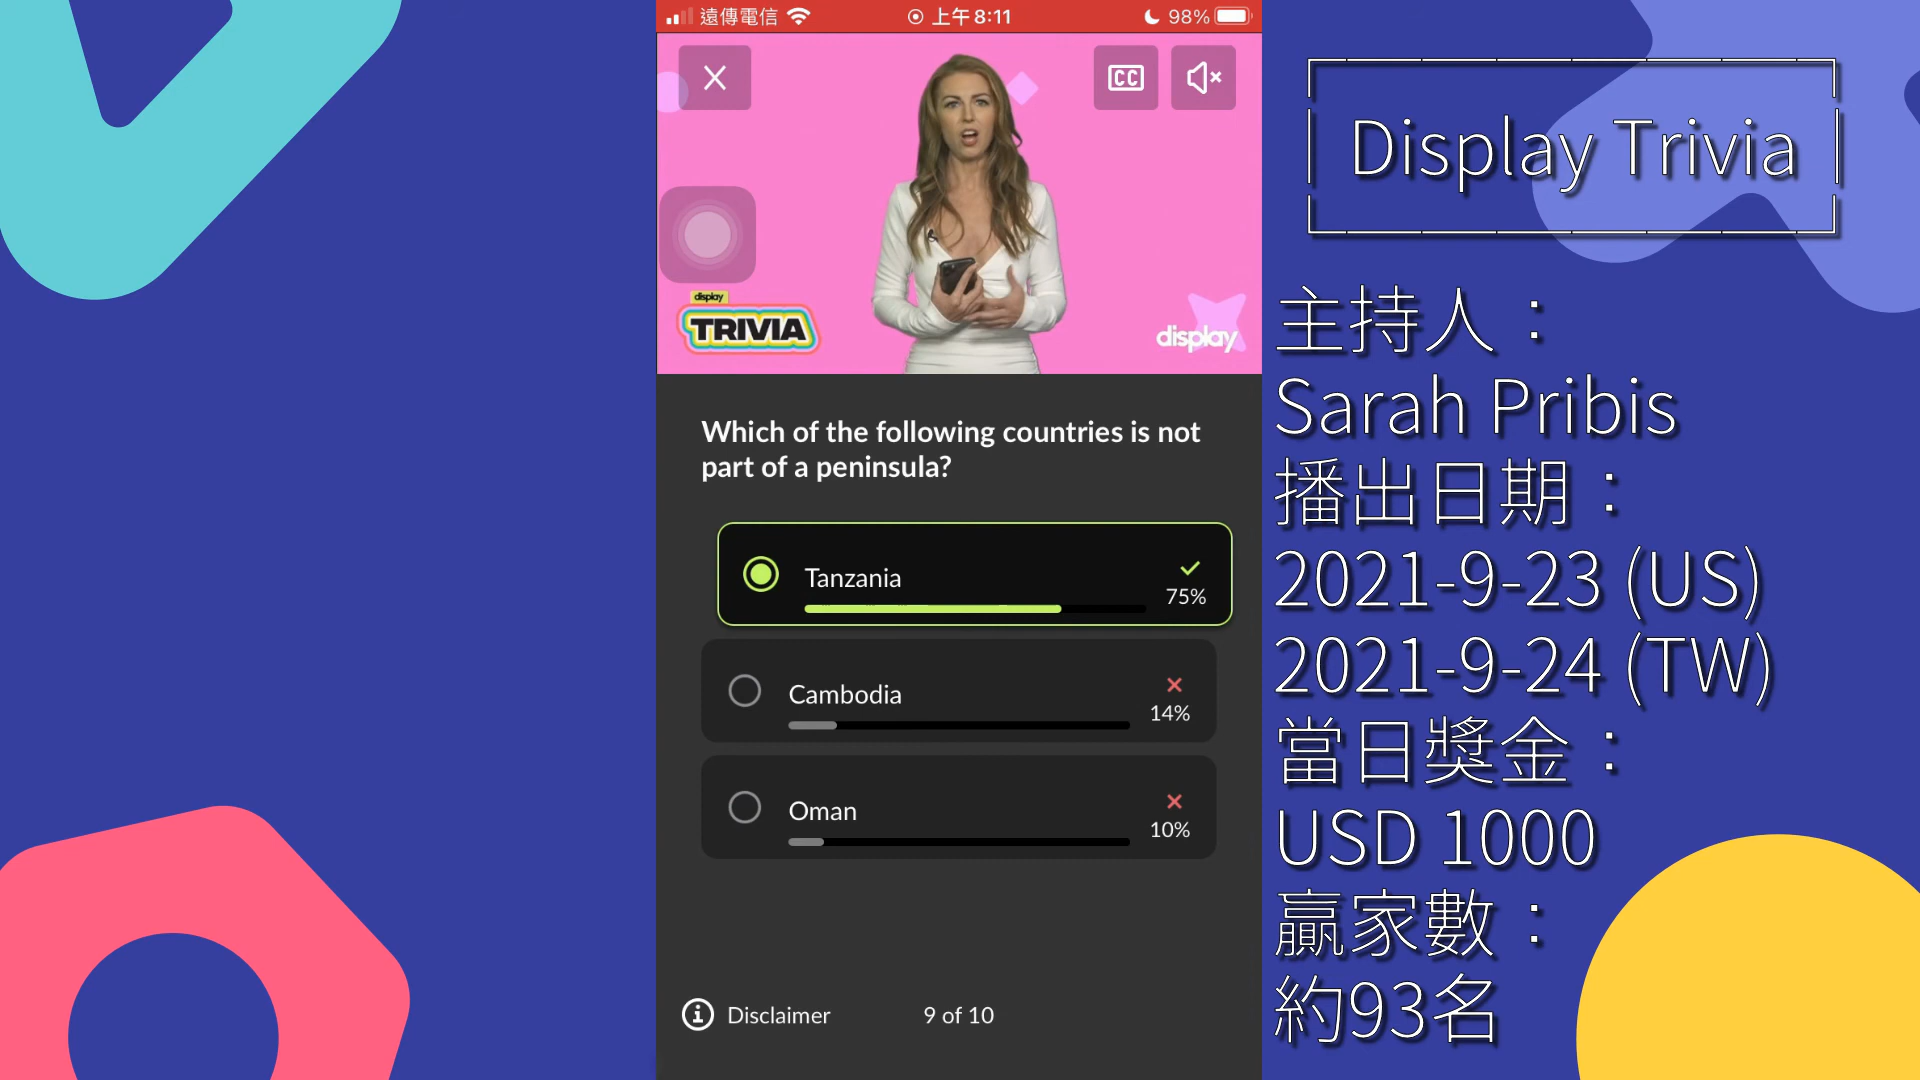 遠傳電信
上午8:11
98%
CC
display
TRIVIA
display
Which of the following countries is not
part of a peninsula?
Tanzania
75%
Cambodia
14%
Oman
10%
Disclaimer
9 of 10
Display Trivia
主持人：
Sarah Pribis
播出日期：
2021-9-23 (US)
2021-9-24 (TW)
當日獎金：
USD 1000
贏家數：
約93名